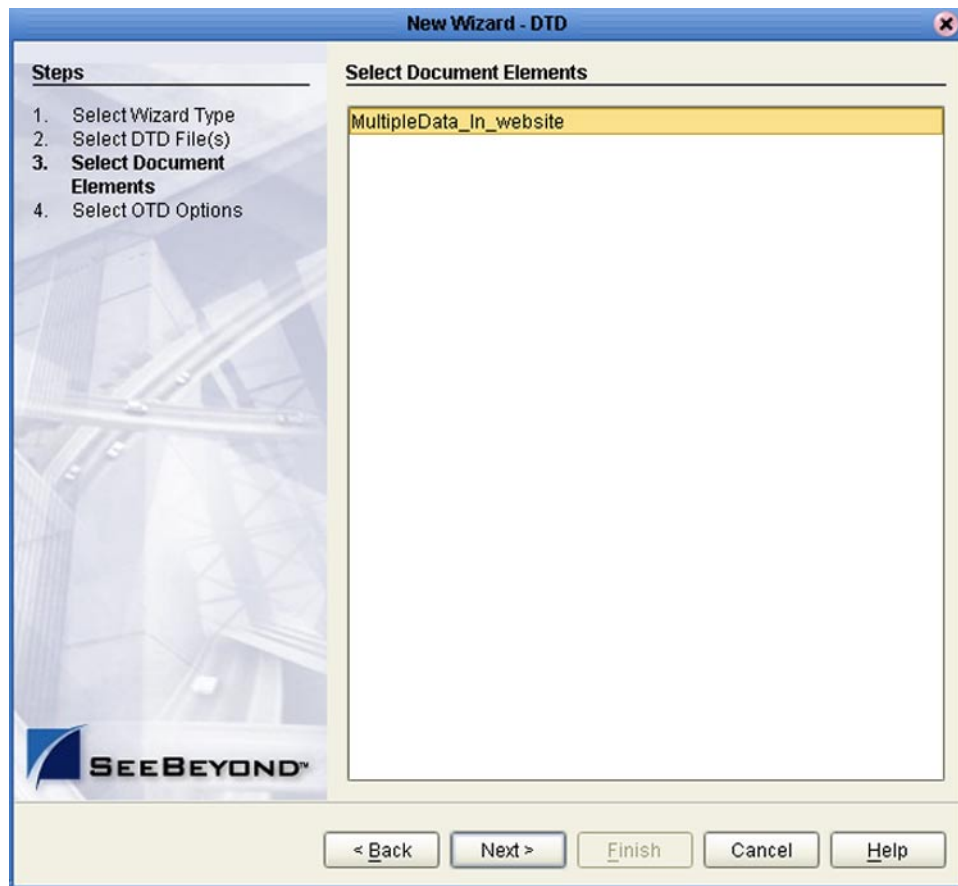 New Wizard - DTD
Steps
1. Select Wizard Type
2. Select DTD File(s)
3. Select Document
Elements
4. Select OTD Options
SEEBEYOND™
Select Document Elements
MultipleData_In_website
< Back
Next >
Finish
Cancel
Help